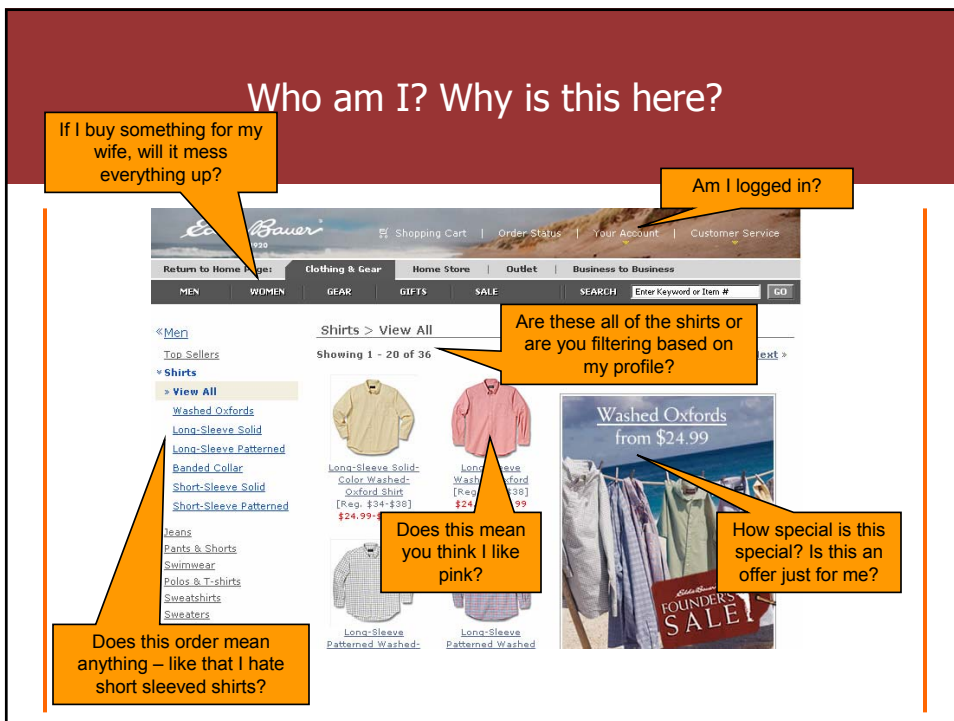 Who am I? Why is this here?
If I buy something for my
wife, will it mess
everything up?
Am I logged in?
Bauer
1920
Shopping Cart | Order Status | Your Account | Customer Service
Return to Home Page: Clothing & Gear Home Store | Outlet | Business to Business
MEN WOMEN GEAR GIFTS SALE SEARCH Enter Keyword or Item # GO
«Men
Top Sellers
Shirts
» View All
Washed Oxfords
Long-Sleeve Solid
Long-Sleeve Patterned
Banded Collar
Short-Sleeve Solid
Short-Sleeve Patterned
Jeans
Pants & Shorts
Swimwear
Polos & T-shirts
Sweatshirts
Sweaters
Shirts > View All
Showing 1 - 20 of 36
Are these all of the shirts or
are you filtering based on
my profile?
Long-Sleeve Solid-
Color Washed-
Oxford Shirt
[Reg. $34-$38]
Does this mean
you think I like
pink?
Long-Sleeve
Patterned Washed-
Long-Sleeve
Patterned Washed
Washed Oxfords
from $24.99
How special is this
special? Is this an
offer just for me?
Eddie Bauer
FOUNDER'S
SALE
Does this order mean
anything – like that I hate
short sleeved shirts?